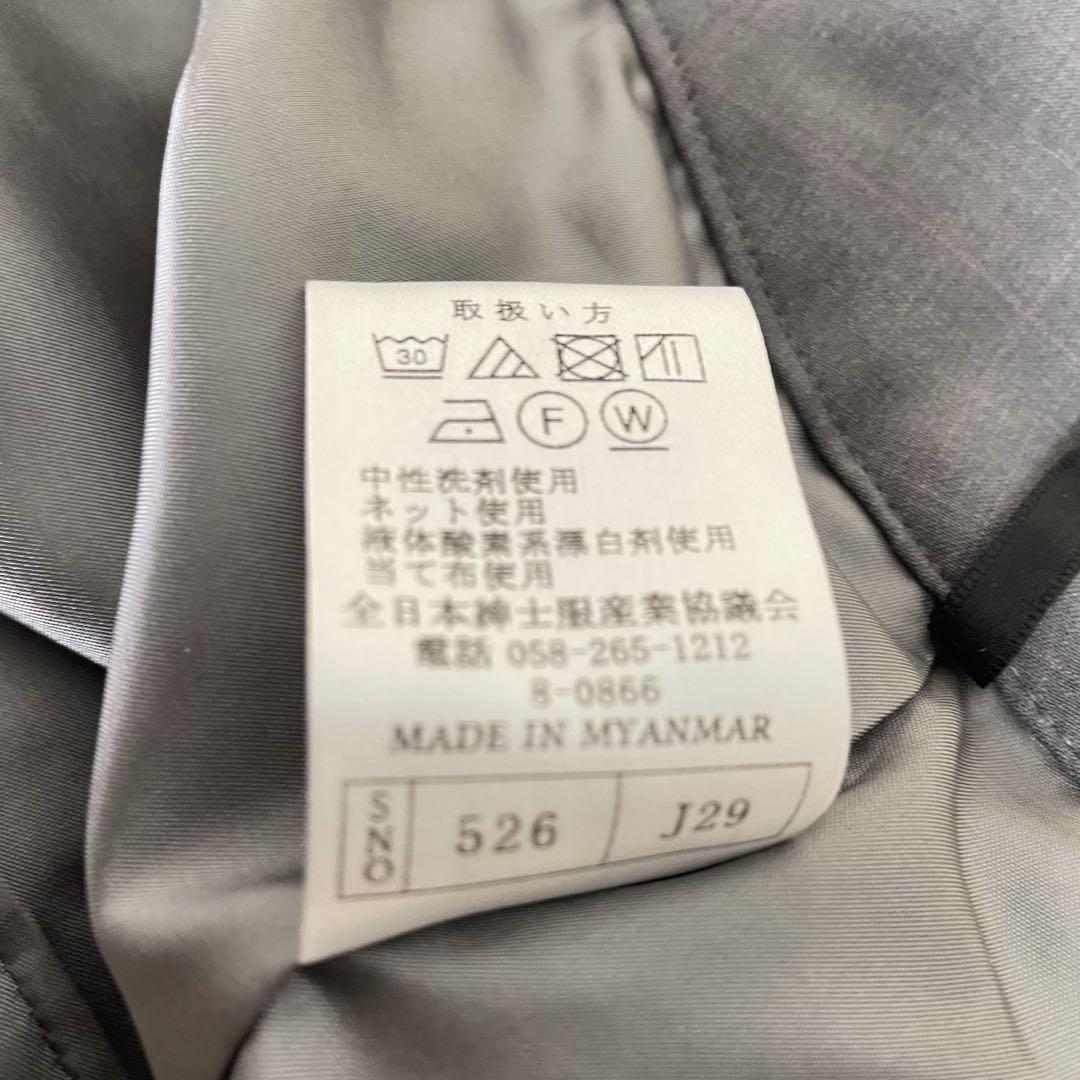 取扱い方
30
F W
中性洗剤使用
ネット使用
液体酸素系漂白剤使用
当て布使用
全日本紳士服産業協議会
電話 058-265-1212
8-0866
MADE IN MYANMAR
SNO 526 J29